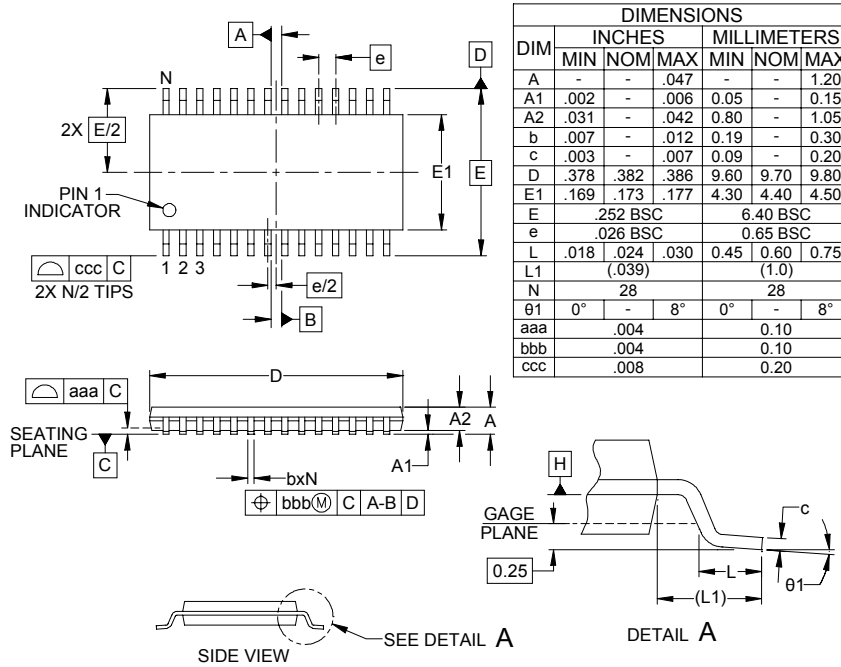 A
e
D
N
2X E/2
E1
E
PIN 1
INDICATOR
ccc C
2X N/2 TIPS
1 2 3
e/2
B
DIMENSIONS
DIM INCHES MILLIMETERS
MIN NOM MAX MIN NOM MAX
A - - .047 - - 1.20
A1 .002 - .006 0.05 - 0.15
A2 .031 - .042 0.80 - 1.05
b .007 - .012 0.19 - 0.30
c .003 - .007 0.09 - 0.20
D .378 .382 .386 9.60 9.70 9.80
E1 .169 .173 .177 4.30 4.40 4.50
E .252 BSC 6.40 BSC
e .026 BSC 0.65 BSC
L .018 .024 .030 0.45 0.60 0.75
L1 (.039) (1.0)
N 28 28
θ1 0° - 8° 0° - 8°
aaa .004 0.10
bbb .004 0.10
ccc .008 0.20
D
aaa C
SEATING
PLANE
C
A2 A
A1
bxN
bbbⓂ C A-B D
H
GAGE
PLANE
0.25
c
L
(L1)
θ1
DETAIL A
SIDE VIEW
SEE DETAIL A